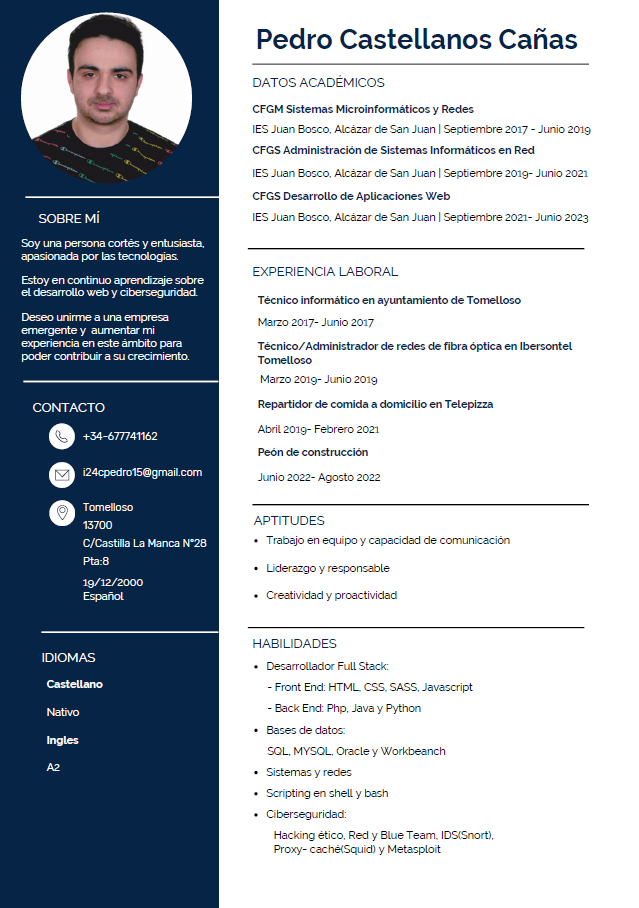 Pedro Castellanos Cañas
DATOS ACADÉMICOS
CFGM Sistemas Microinformáticos y Redes
IES Juan Bosco, Alcázar de San Juan | Septiembre 2017 - Junio 2019
CFGS Administración de Sistemas Informáticos en Red
IES Juan Bosco, Alcázar de San Juan | Septiembre 2019- Junio 2021
CFGS Desarrollo de Aplicaciones Web
IES Juan Bosco, Alcázar de San Juan | Septiembre 2021- Junio 2023
SOBRE MÍ
Soy una persona cortés y entusiasta,
apasionada por las tecnologías.
Estoy en continuo aprendizaje sobre
el desarrollo web y ciberseguridad.
Deseo unirme a una empresa
emergente y aumentar mi
experiencia en este ámbito para
poder contribuir a su crecimiento.
CONTACTO
+34-677741162
i24cpedro15@gmail.com
Tomelloso
13700
C/Castilla La Manca N°28
Pta:8
19/12/2000
Español
IDIOMAS
Castellano
Nativo
Ingles
A2
EXPERIENCIA LABORAL
Técnico informático en ayuntamiento de Tomelloso
Marzo 2017- Junio 2017
Técnico/Administrador de redes de fibra óptica en Ibersontel
Tomelloso
Marzo 2019- Junio 2019
Repartidor de comida a domicilio en Telepizza
Abril 2019- Febrero 2021
Peón de construcción
Junio 2022- Agosto 2022
APTITUDES
• Trabajo en equipo y capacidad de comunicación
• Liderazgo y responsable
• Creatividad y proactividad
HABILIDADES
• Desarrollador Full Stack:
- Front End: HTML, CSS, SASS, Javascript
- Back End: Php, Java y Python
• Bases de datos:
SQL, MYSQL, Oracle y Workbeanch
• Sistemas y redes
• Scripting en shell y bash
• Ciberseguridad:
Hacking ético, Red y Blue Team, IDS(Snort),
Proxy- caché(Squid) y Metasploit